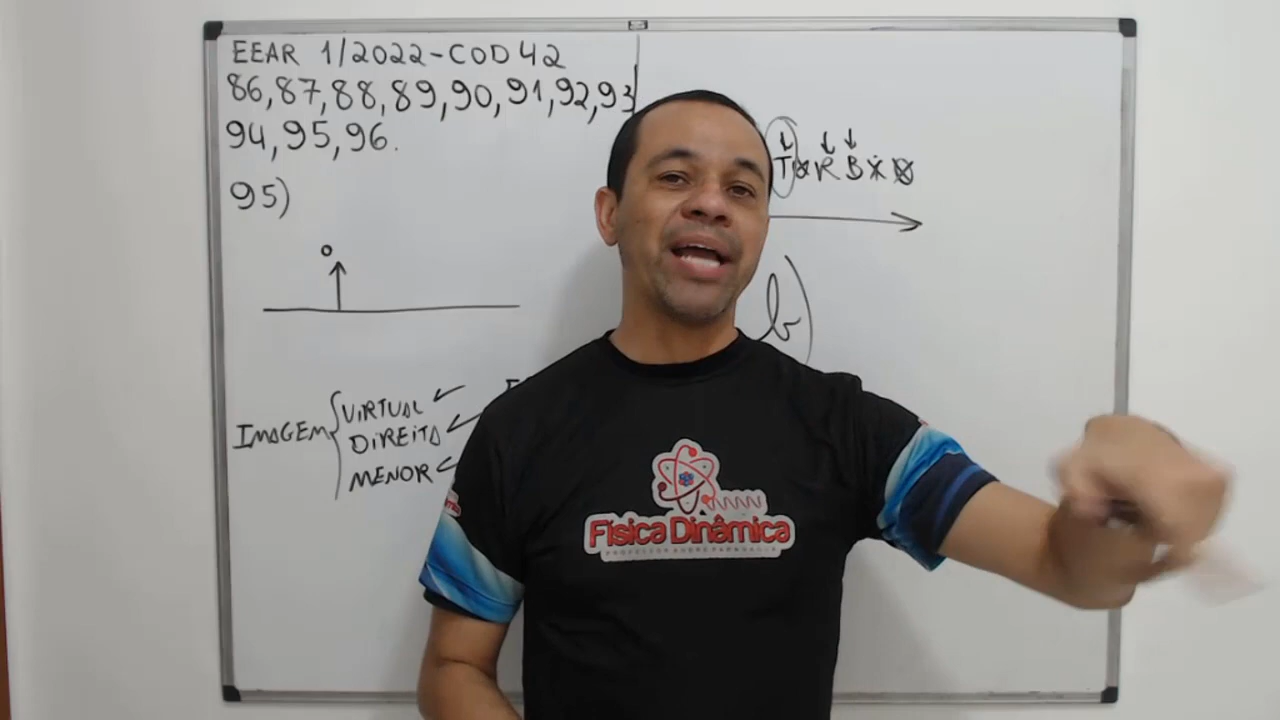 EEAR 1/2022-COD 42
86,87,88,89,90,91,92,93
94,95,96.
95)
o
IMAGEM
VIRTUAL
DIREITA
MENOR
b)
Física Dinâmica